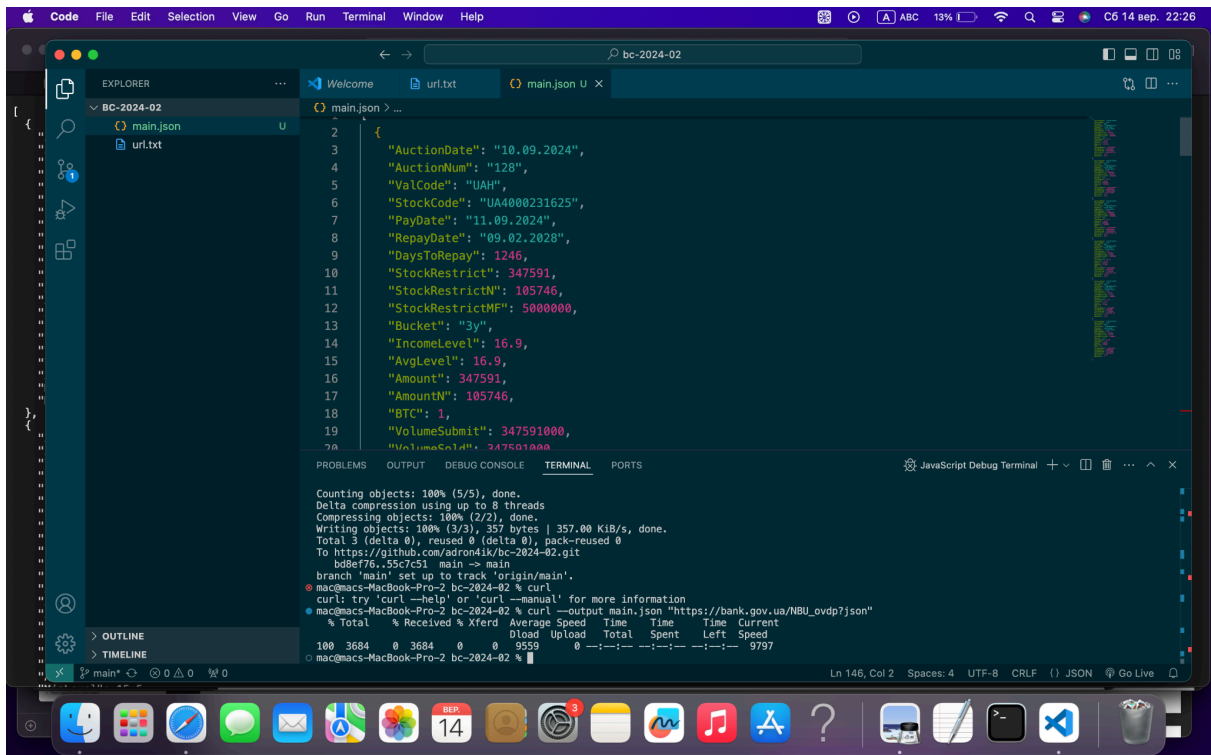 Code File Edit Selection View Go Run Terminal Window Help
A ABC 13% Сб 14 вер. 22:26
bc-2024-02
EXPLORER
Welcome url.txt {} main.json U
BC-2024-02
{} main.json U
url.txt
{} main.json > ...
2 {
3 "AuctionDate": "10.09.2024",
4 "AuctionNum": "128",
5 "ValCode": "UAH",
6 "StockCode": "UA4000231625",
7 "PayDate": "11.09.2024",
8 "RepayDate": "09.02.2028",
9 "DaysToRepay": 1246,
10 "StockRestrict": 347591,
11 "StockRestrictN": 105746,
12 "StockRestrictMF": 5000000,
13 "Bucket": "3y",
14 "IncomeLevel": 16.9,
15 "AvgLevel": 16.9,
16 "Amount": 347591,
17 "AmountN": 105746,
18 "BTC": 1,
19 "VolumeSubmit": 347591000,
20 "VolumeSold": 347591000
PROBLEMS OUTPUT DEBUG CONSOLE TERMINAL PORTS
JavaScript Debug Terminal
Counting objects: 100% (5/5), done.
Delta compression using up to 8 threads
Compressing objects: 100% (2/2), done.
Writing objects: 100% (3/3), 357 bytes | 357.00 KiB/s, done.
Total 3 (delta 0), reused 0 (delta 0), pack-reused 0
To https://github.com/adron4ik/bc-2024-02.git
bd8ef76..55c7c51 main -> main
branch 'main' set up to track 'origin/main'.
mac@macs-MacBook-Pro-2 bc-2024-02 % curl
curl: try 'curl --help' or 'curl --manual' for more information
mac@macs-MacBook-Pro-2 bc-2024-02 % curl --output main.json "https://bank.gov.ua/NBU_ovdp?json"
% Total % Received % Xferd Average Speed Time Time Time Current
Dload Upload Total Spent Left Speed
100 3684 0 3684 0 0 9559 0 --:--:-- --:--:-- --:--:-- 9797
mac@macs-MacBook-Pro-2 bc-2024-02 %
OUTLINE
TIMELINE
main* 0 0 0 Ln 146, Col 2 Spaces: 4 UTF-8 CRLF {} JSON Go Live
ВЕР.
14
3